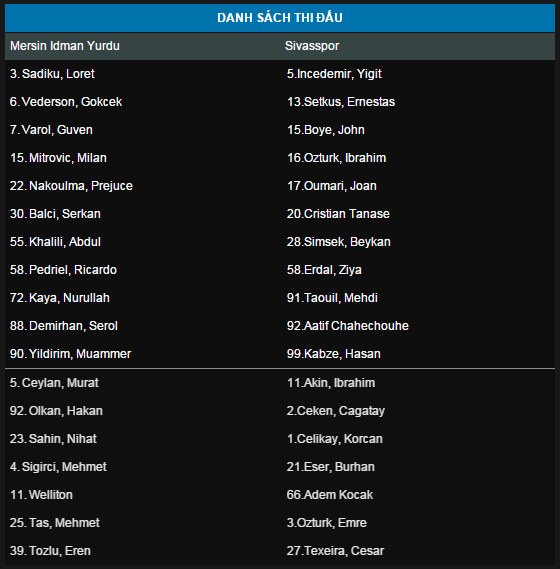 DANH SÁCH THI ĐẤU
Mersin Idman Yurdu Sivasspor
3. Sadiku, Loret 5.Incedemir, Yigit
6. Vederson, Gokcek 13.Setkus, Ernestas
7. Varol, Guven 15.Boye, John
15. Mitrovic, Milan 16.Ozturk, Ibrahim
22. Nakoulma, Prejuce 17.Oumari, Joan
30. Balci, Serkan 20.Cristian Tanase
55. Khalili, Abdul 28.Simsek, Beykan
58. Pedriel, Ricardo 58.Erdal, Ziya
72. Kaya, Nurullah 91.Taouil, Mehdi
88. Demirhan, Serol 92.Aatif Chahechouhe
90. Yildirim, Muammer 99.Kabze, Hasan
5. Ceylan, Murat 11.Akin, Ibrahim
92. Olkan, Hakan 2.Ceken, Cagatay
23. Sahin, Nihat 1.Celikay, Korcan
4. Sigirci, Mehmet 21.Eser, Burhan
11. Welliton 66.Adem Kocak
25. Tas, Mehmet 3.Ozturk, Emre
39. Tozlu, Eren 27.Texeira, Cesar